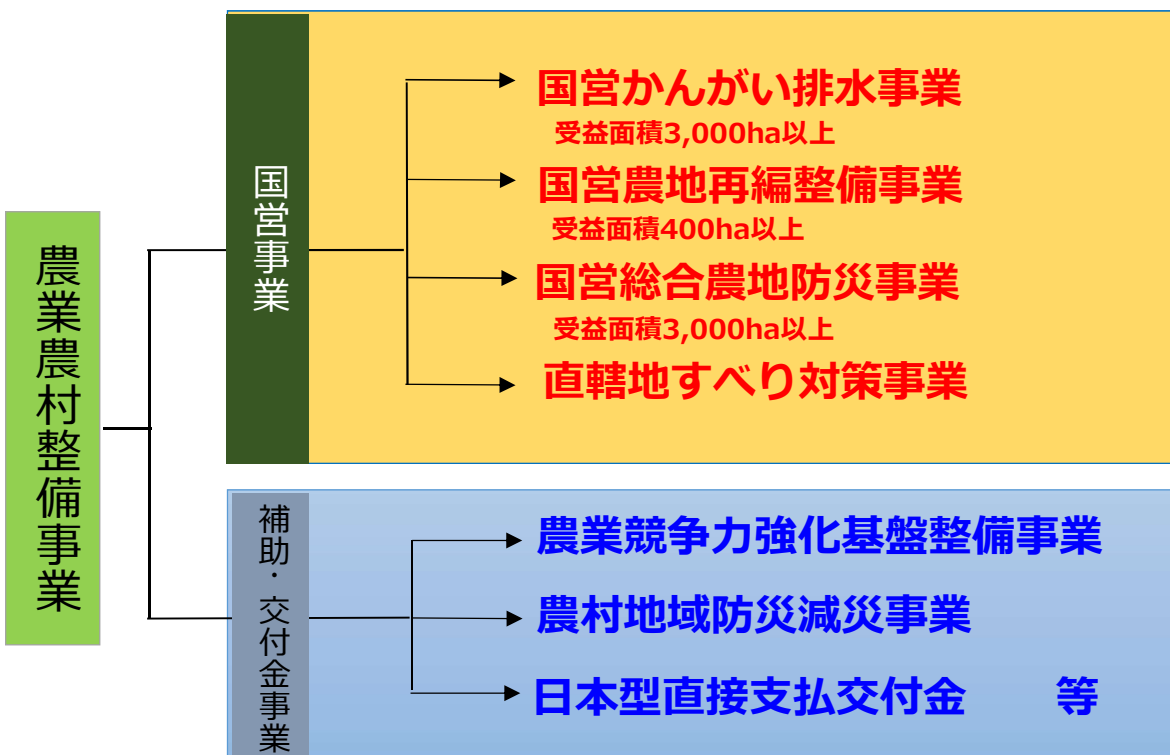 農業農村整備事業
国営事業
国営かんがい排水事業
受益面積3,000ha以上
国営農地再編整備事業
受益面積400ha以上
国営総合農地防災事業
受益面積3,000ha以上
直轄地すべり対策事業
補助・交付金事業
農業競争力強化基盤整備事業
農村地域防災減災事業
日本型直接支払交付金　　等